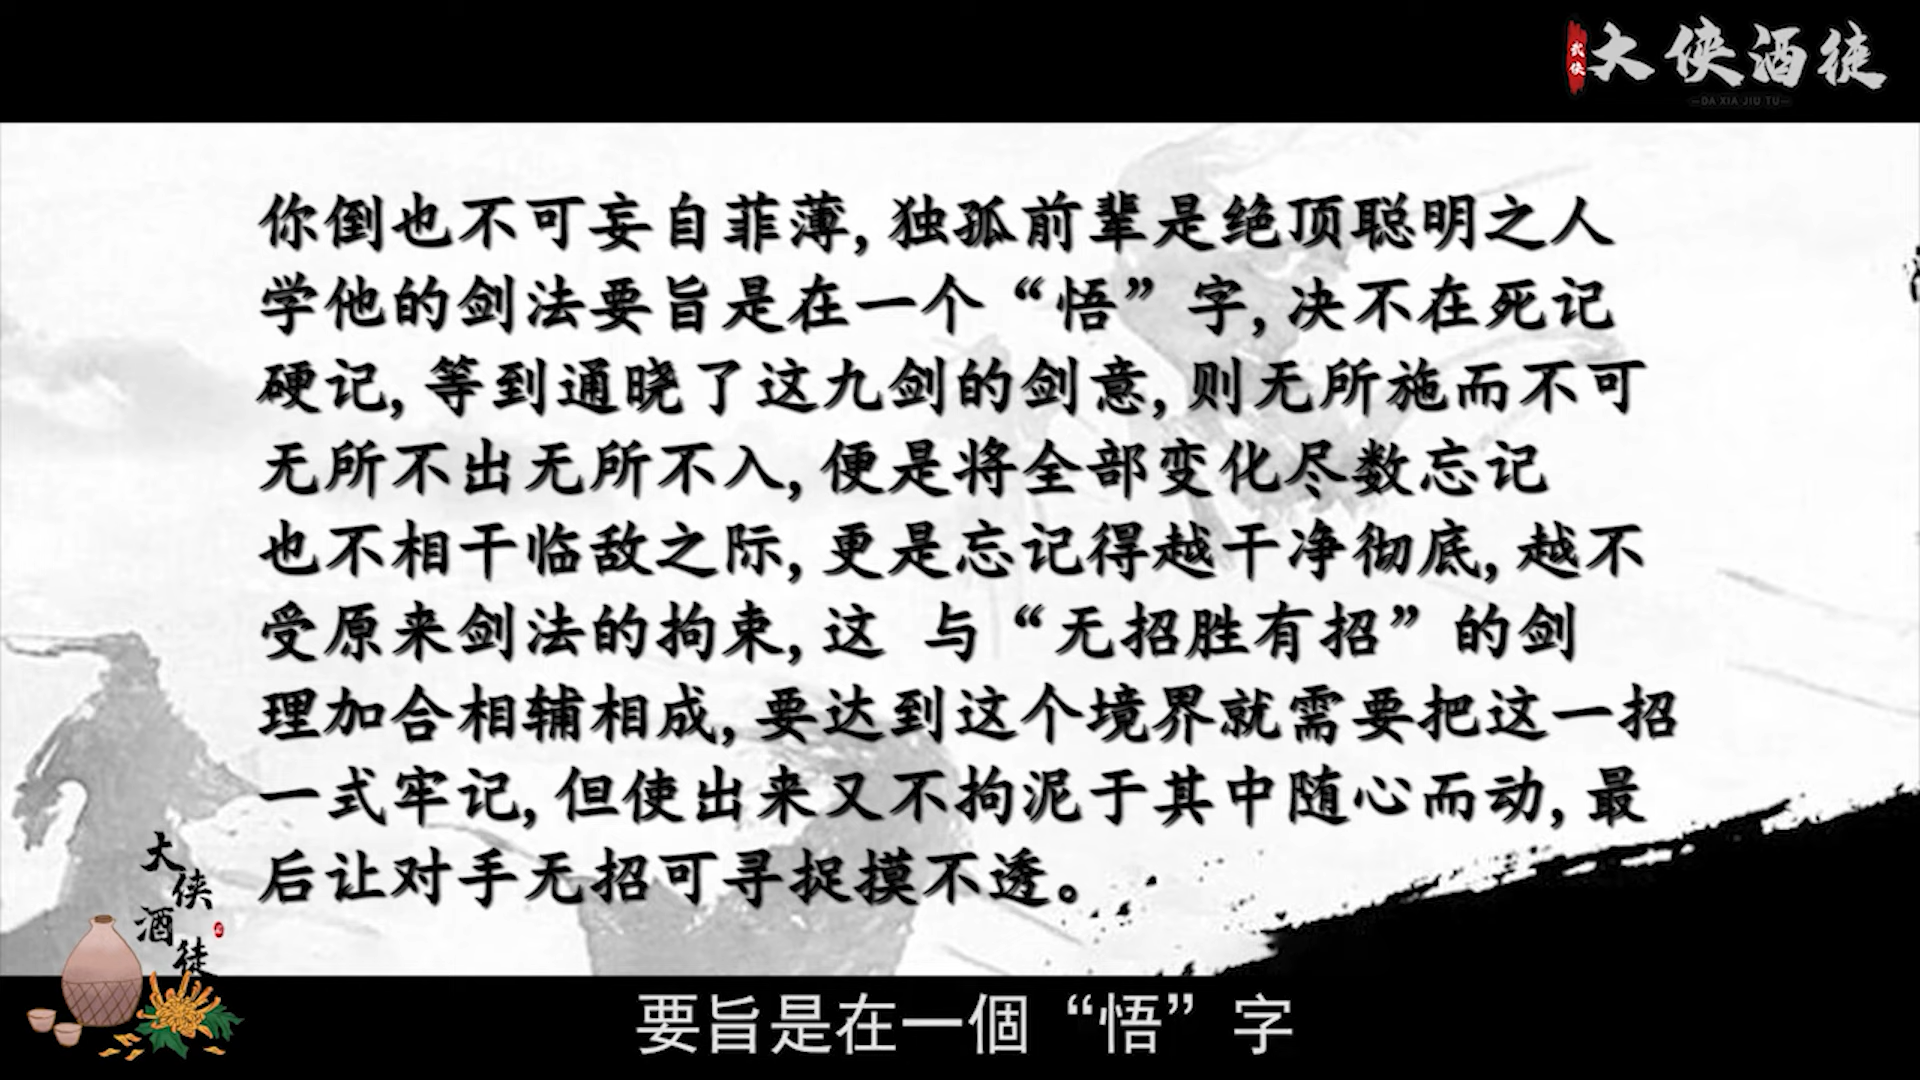 武侠
大侠酒徒
—DA XIA JIU TU—
你倒也不可妄自菲薄,独孤前辈是绝顶聪明之人
学他的剑法要旨是在一个“悟”字,决不在死记
硬记,等到通晓了这九剑的剑意,则无所施而不可
无所不出无所不入,便是将全部变化尽数忘记
也不相干临敌之际,更是忘记得越干净彻底,越不
受原来剑法的拘束,这 与“无招胜有招”的剑
理加合相辅相成,要达到这个境界就需要把这一招
一式牢记,但使出来又不拘泥于其中随心而动,最
后让对手无招可寻捉摸不透。
大侠酒徒
要旨是在一個“悟”字